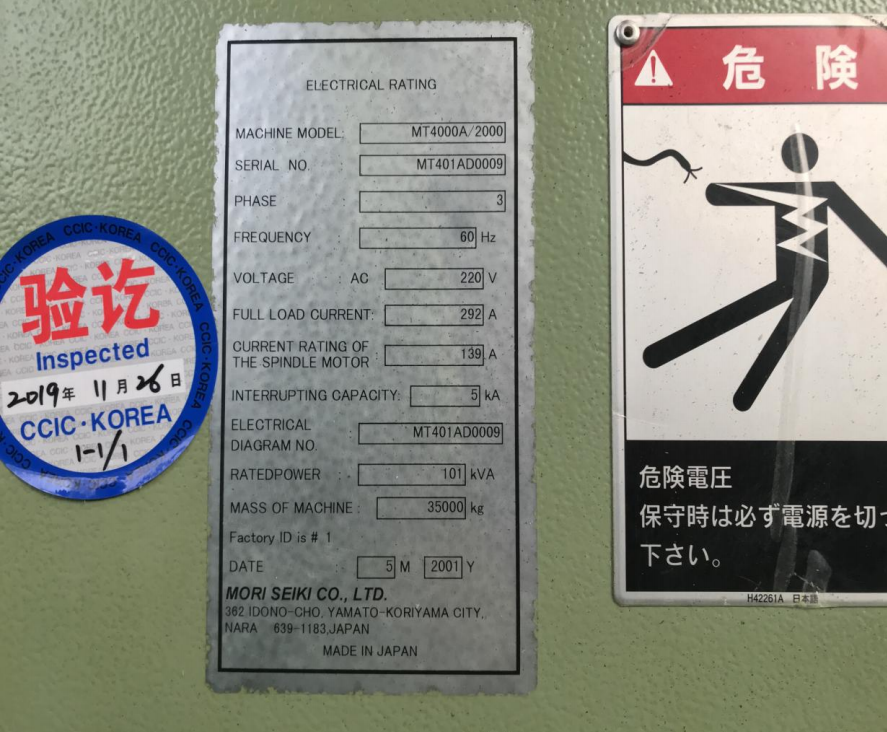 ELECTRICAL RATING
MACHINE MODEL: MT4000A/2000
SERIAL NO. MT401AD0009
PHASE : 3
FREQUENCY : 60 Hz
VOLTAGE : AC 220 V
FULL LOAD CURRENT: 292 A
CURRENT RATING OF
THE SPINDLE MOTOR : 139 A
INTERRUPTING CAPACITY: 5 kA
ELECTRICAL
DIAGRAM NO. : MT401AD0009
RATEDPOWER : 101 kVA
MASS OF MACHINE : 35000 kg
Factory ID is # 1
DATE : 5 M 2001 Y
MORI SEIKI CO., LTD.
362 IDONO-CHO, YAMATO-KORIYAMA CITY,
NARA 639-1183,JAPAN
MADE IN JAPAN
CCIC·KOREA CCIC·KOREA CCIC·KOREA
验讫
Inspected
2019年 11月 26日
CCIC·KOREA
1-1/1
危険
危険電圧
保守時は必ず電源を切っ
下さい。
H42261A 日本語